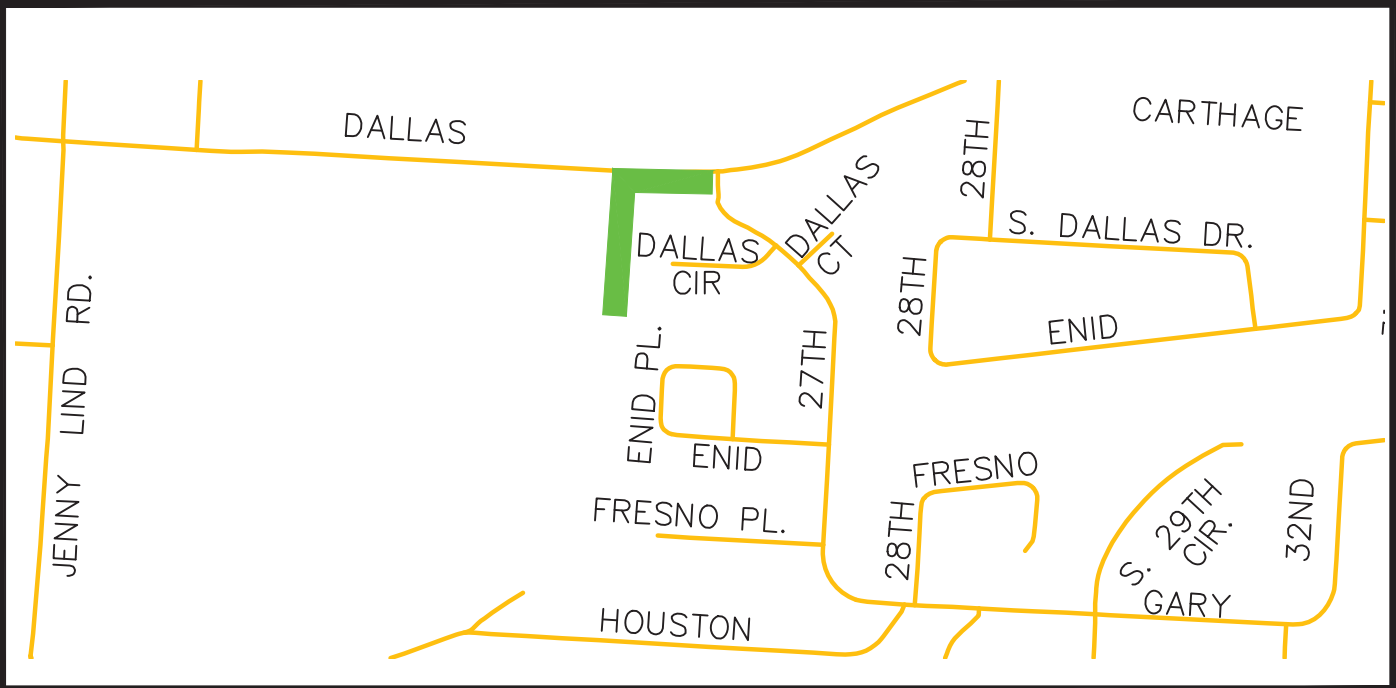 DALLAS
CARTHAGE
28TH
DALLAS
CT
S. DALLAS DR.
DALLAS
CIR
28TH
JENNY LIND RD.
ENID
27TH
ENID PL.
ENID
FRESNO
FRESNO PL.
28TH
S. 29TH
CIR.
32ND
GARY
HOUSTON